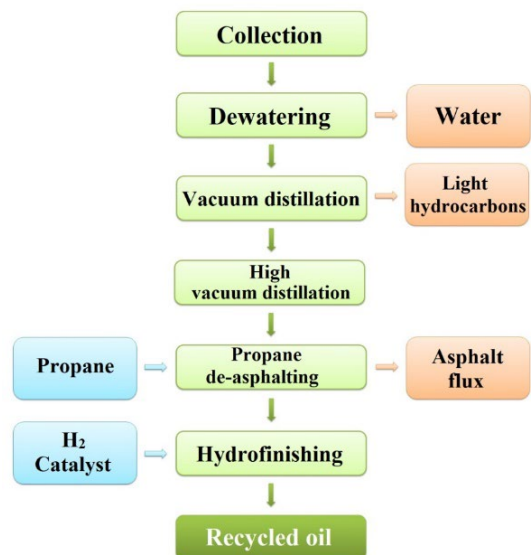 Collection
Dewatering
Water
Vacuum distillation
Light
hydrocarbons
High
vacuum distillation
Propane
Propane
de-asphalting
Asphalt
flux
H₂
Catalyst
Hydrofinishing
Recycled oil